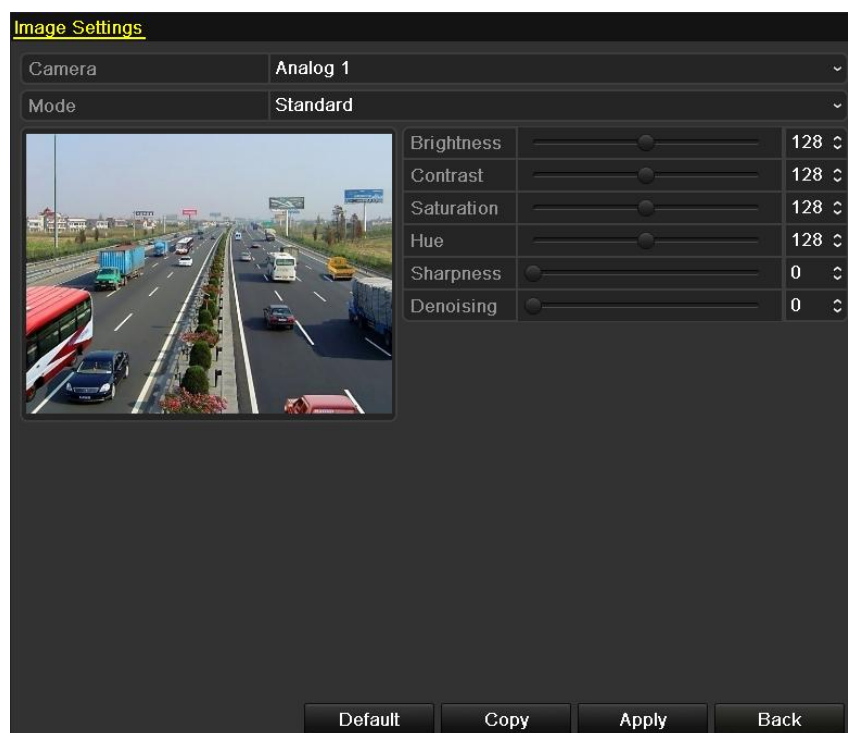 Image Settings
Camera Analog 1
Mode Standard
Brightness 128
Contrast 128
Saturation 128
Hue 128
Sharpness 0
Denoising 0
Default Copy Apply Back